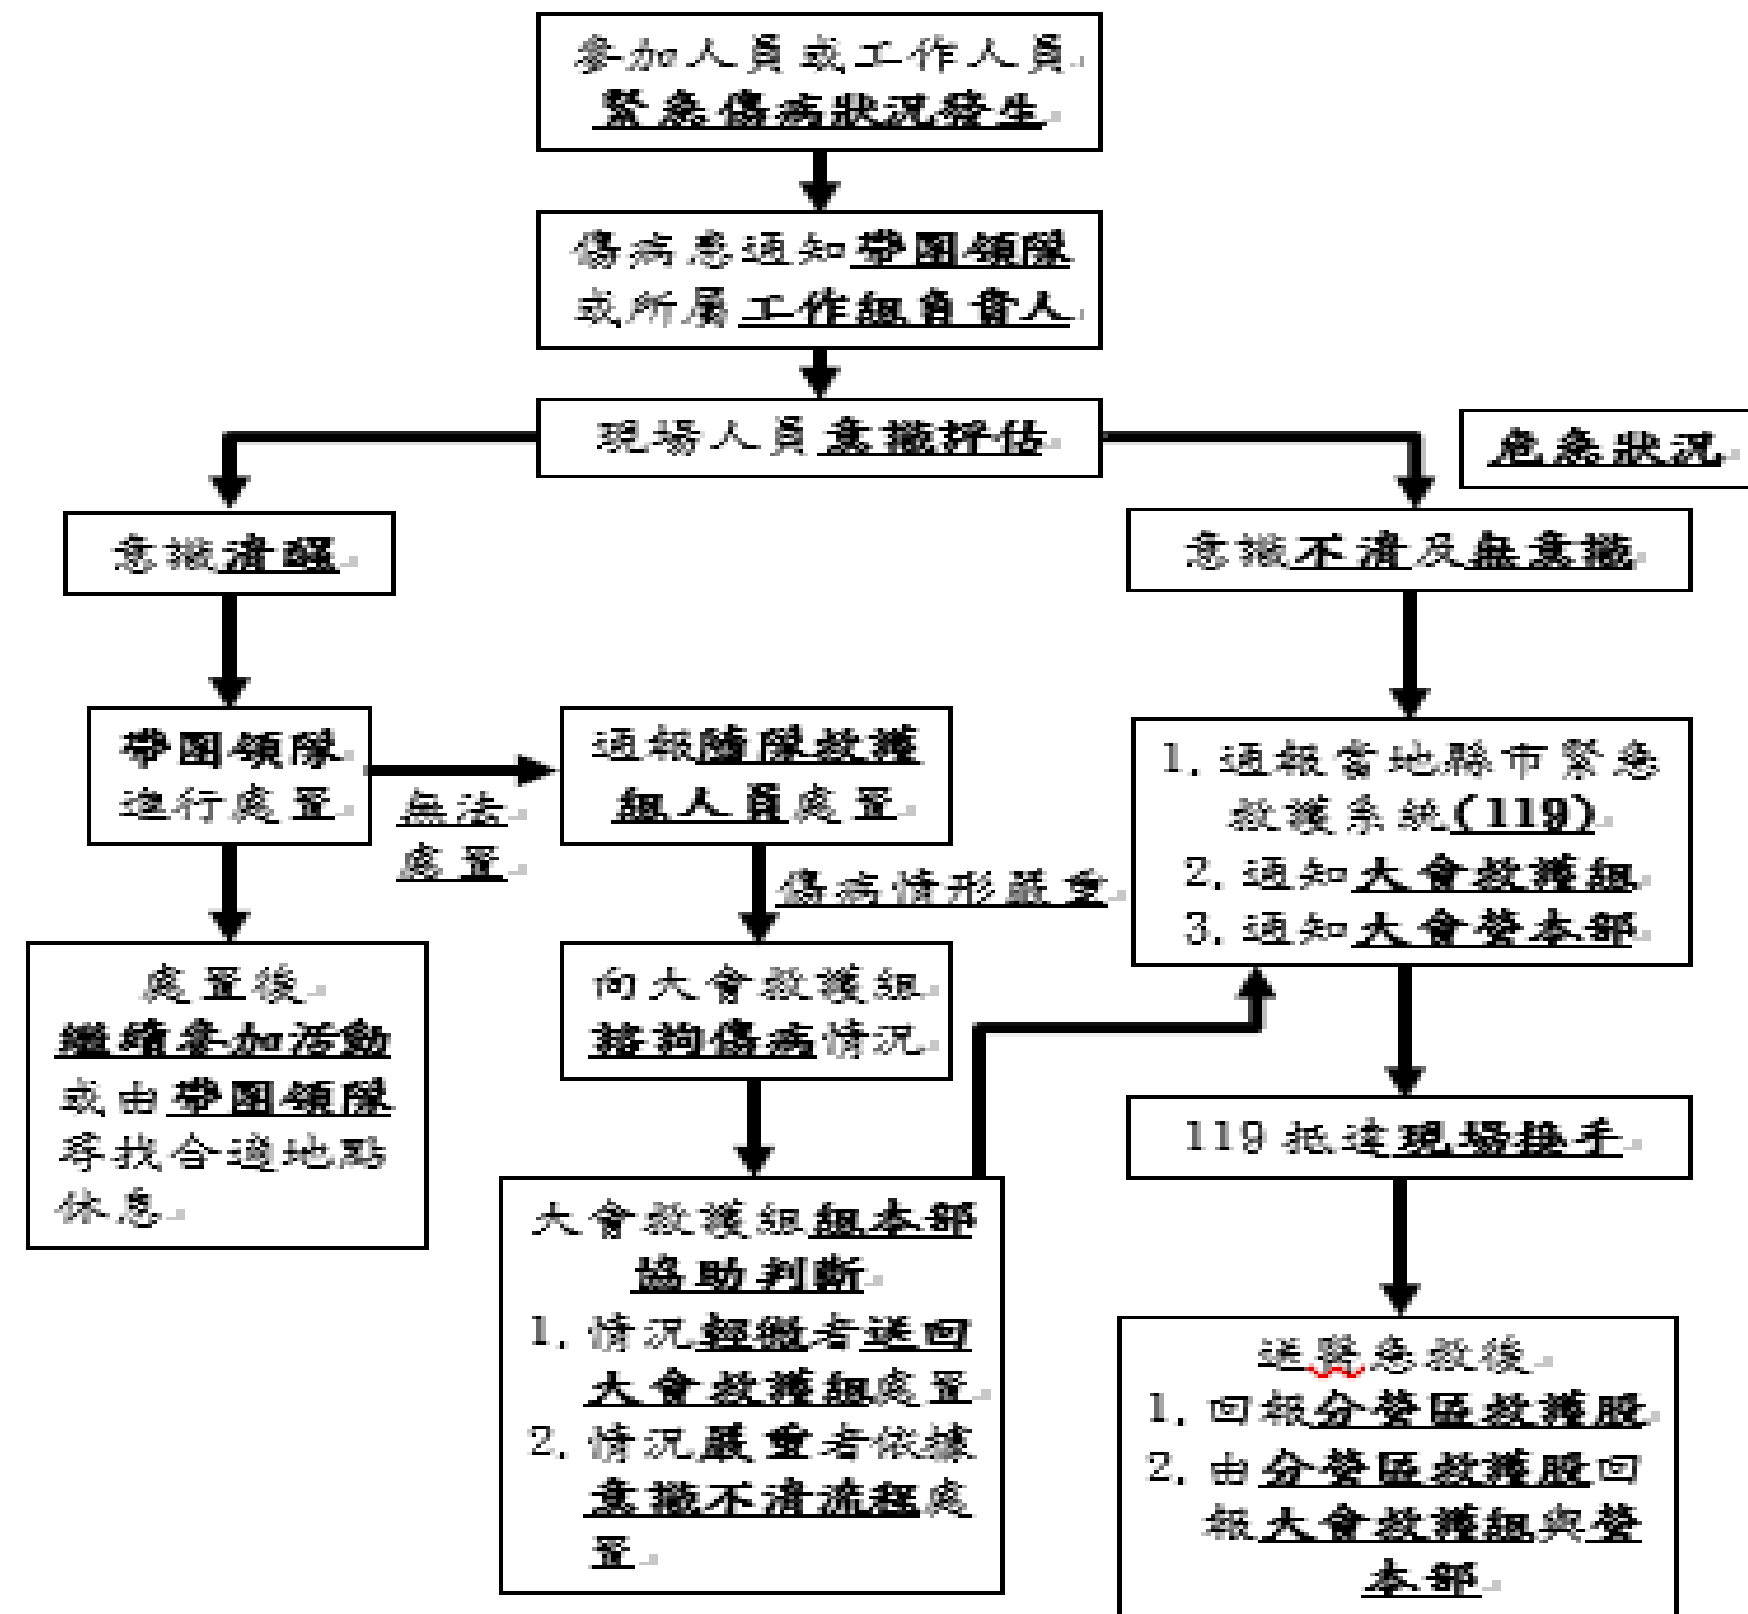 參加人員或工作人員
緊急傷病狀況發生
傷病患通知帶團領隊
或所屬工作組負責人
現場人員意識評估
危急狀況
意識清醒
意識不清及無意識
帶團領隊
進行處置
無法
處置
通報隨隊救護
組人員處置
傷病情形嚴重
1. 通報當地縣市緊急
救護系統(119)
2. 通知大會救護組
3. 通知大會營本部
處置後
繼續參加活動
或由帶團領隊
尋找合適地點
休息
向大會救護組
諮詢傷病情況
119 抵達現場接手
大會救護組組本部
協助判斷
1. 情況輕微者送回
大會救護組處置
2. 情況嚴重者依據
意識不清流程處
置
送醫急救後
1. 回報分營區救護股
2. 由分營區救護股回
報大會救護組與營
本部